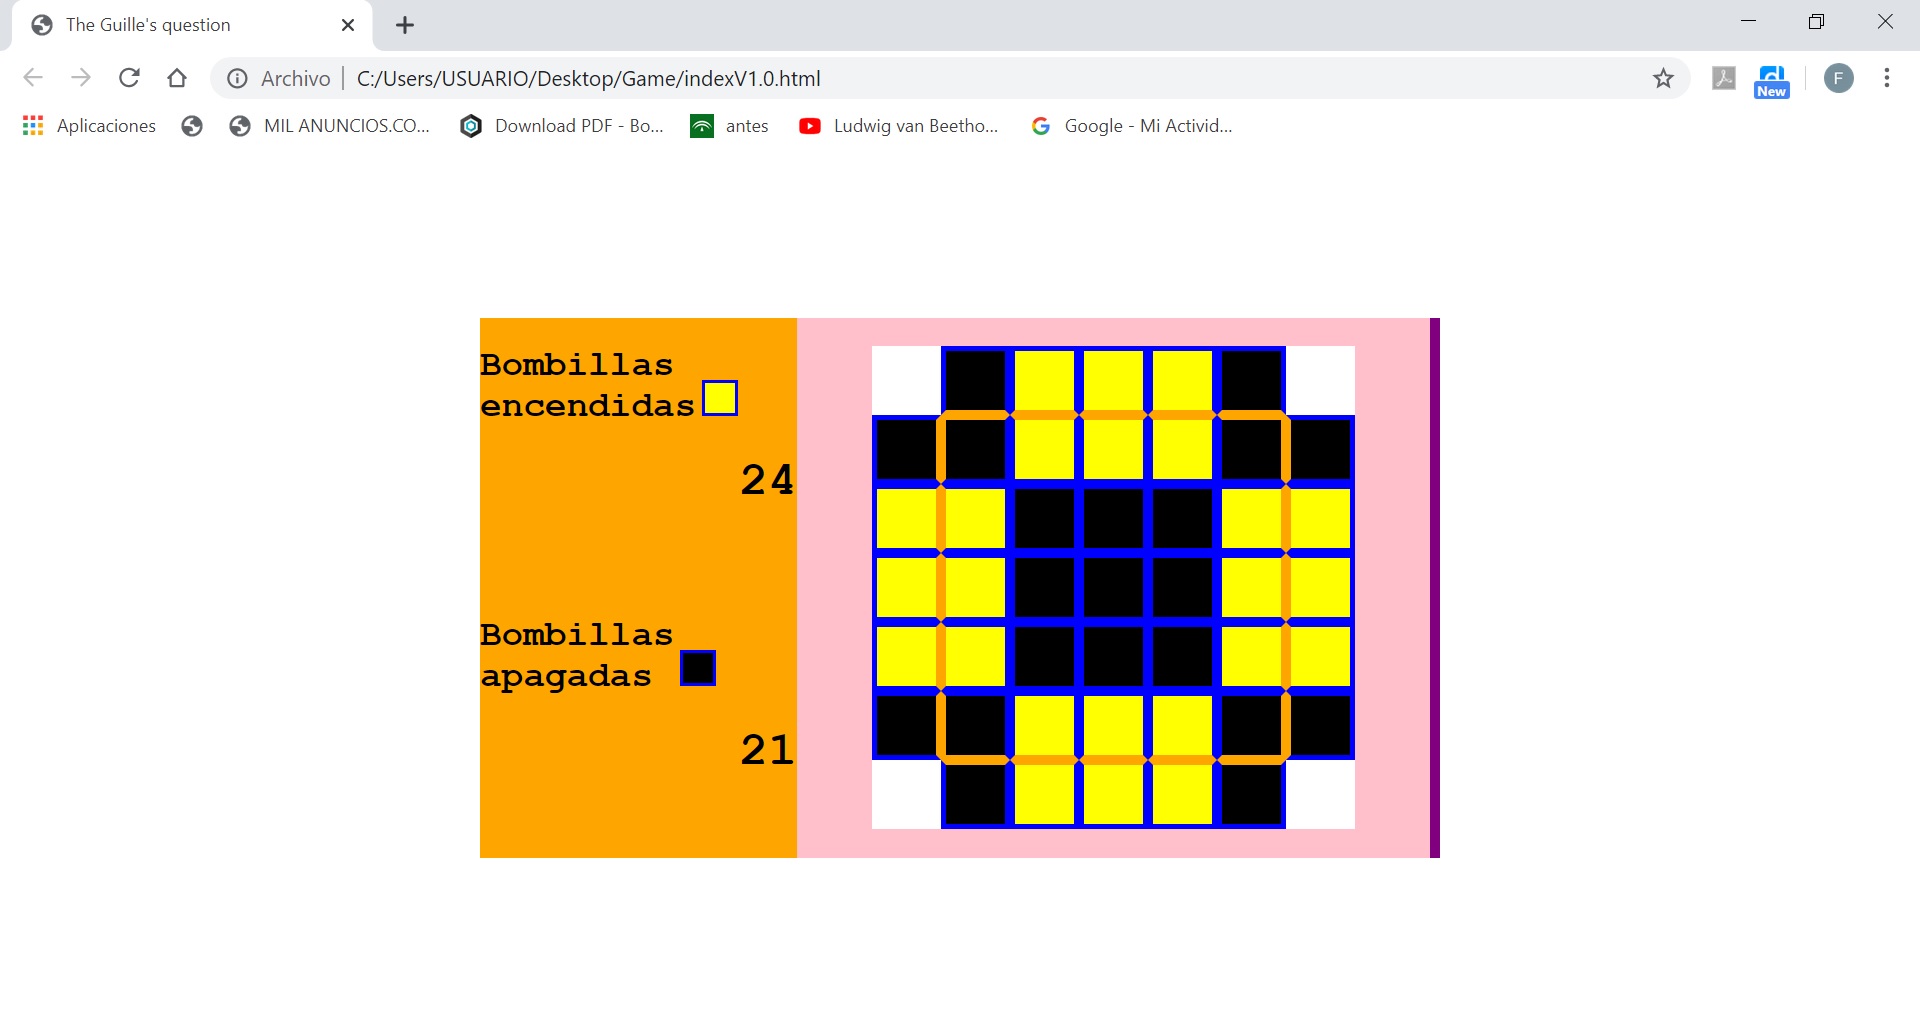 The Guille's question
Archivo C:/Users/USUARIO/Desktop/Game/indexV1.0.html
F
New
Aplicaciones
MIL ANUNCIOS.CO...
Download PDF - Bo...
antes
Ludwig van Beetho...
Google - Mi Activid...
Bombillas
encendidas
24
Bombillas
apagadas
21